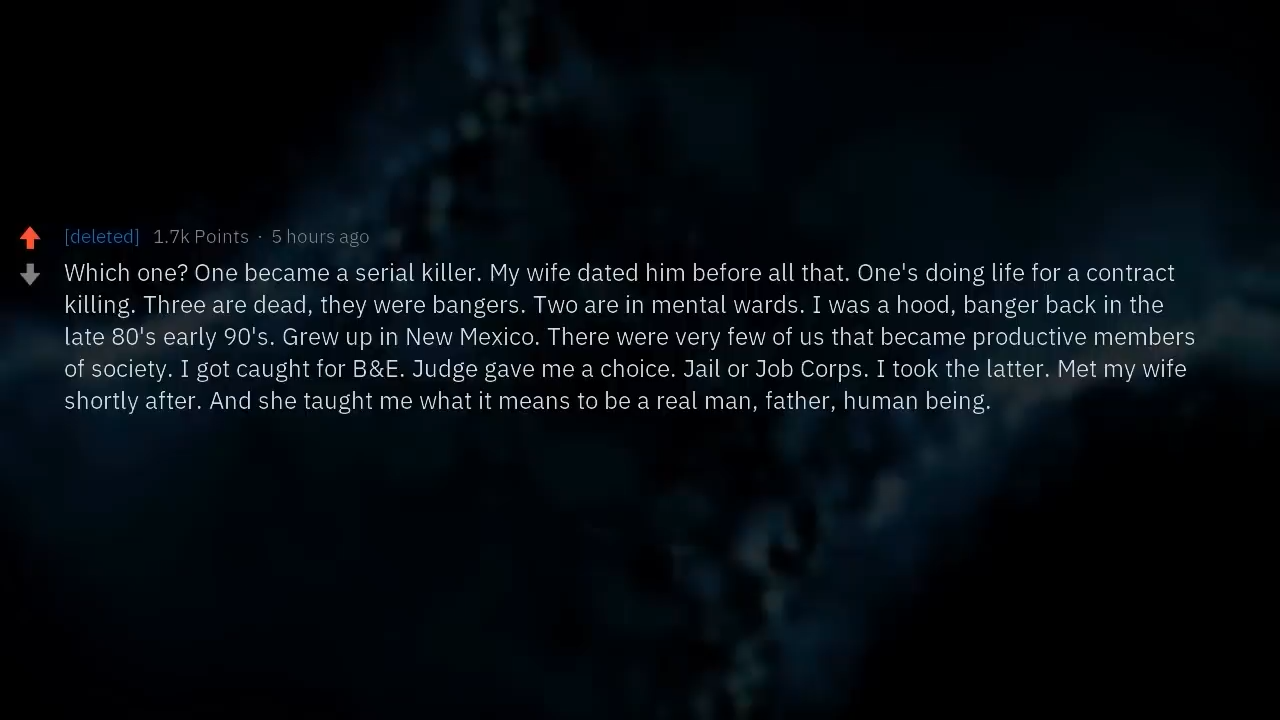 [deleted] 1.7k Points · 5 hours ago
Which one? One became a serial killer. My wife dated him before all that. One's doing life for a contract
killing. Three are dead, they were bangers. Two are in mental wards. I was a hood, banger back in the
late 80's early 90's. Grew up in New Mexico. There were very few of us that became productive members
of society. I got caught for B&E. Judge gave me a choice. Jail or Job Corps. I took the latter. Met my wife
shortly after. And she taught me what it means to be a real man, father, human being.